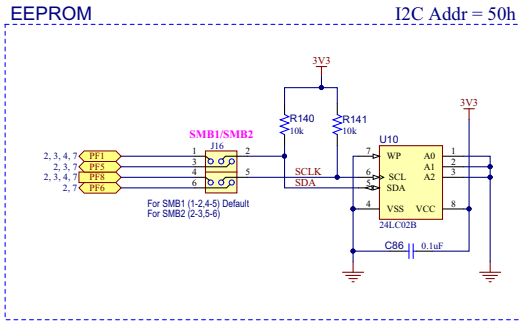 EEPROM
I2C Addr = 50h
3V3
R140
10k
R141
10k
3V3
SMB1/SMB2
J16
U10
2, 3, 4, 7 PF1 1 2
2, 3, 7 PF5 3
2, 3, 4, 7 PF8 4 5 SCLK
2, 7 PF6 6 SDA
7 WP A0 1
A1 2
6 SCL A2 3
5 SDA
4 VSS VCC 8
24LC02B
For SMB1 (1-2,4-5) Default
For SMB2 (2-3,5-6)
C86 0.1uF